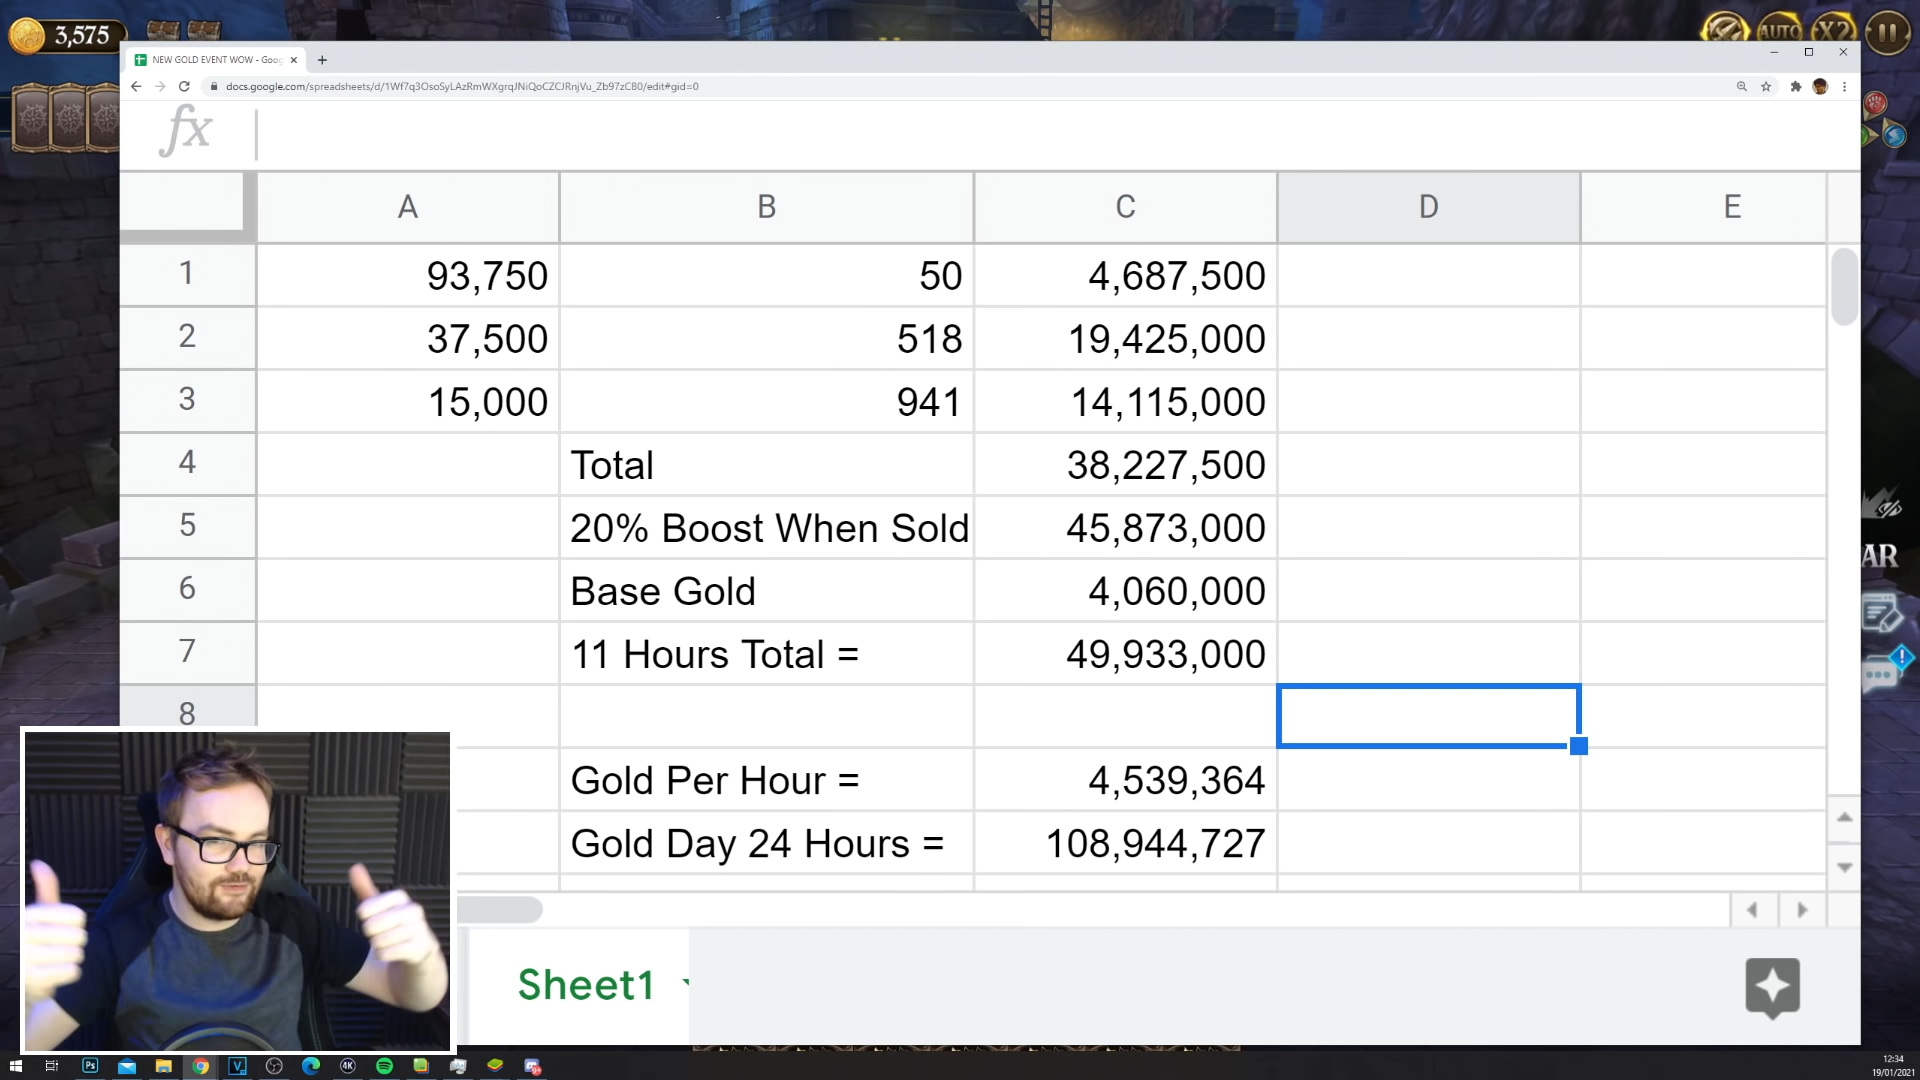 3,575
AUTO X2
NEW GOLD EVENT WOW - Goog
docs.google.com/spreadsheets/d/1Wf7q3OsoSyLAzRmWXgrqJNiQoCZCJRnjVu_Zb97zCB0/edit#gid=0
fx
A B C D E
1 93,750 50 4,687,500
2 37,500 518 19,425,000
3 15,000 941 14,115,000
4 Total 38,227,500
5 20% Boost When Sold 45,873,000
AR
6 Base Gold 4,060,000
7 11 Hours Total = 49,933,000
8
Gold Per Hour = 4,539,364
Gold Day 24 Hours = 108,944,727
Sheet1
Ps V 4K
12:34
19/01/2021